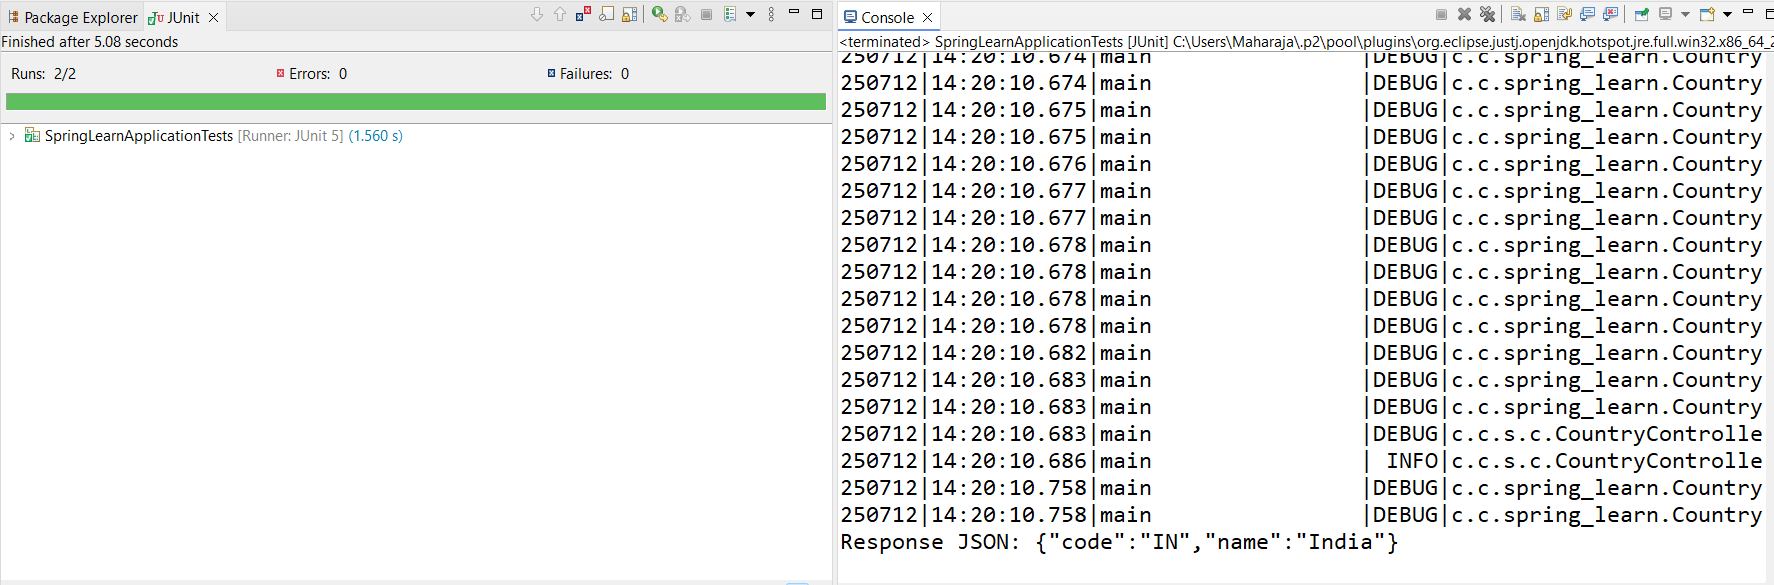 Package Explorer
JUnit
Finished after 5.08 seconds
Runs: 2/2
Errors: 0
Failures: 0
SpringLearnApplicationTests [Runner: JUnit 5] (1.560 s)
Console
<terminated> SpringLearnApplicationTests [JUnit] C:\Users\Maharaja\.p2\pool\plugins\org.eclipse.justj.openjdk.hotspot.jre.full.win32.x86_64_2
250712|14:20:10.674|main |DEBUG|c.c.spring_learn.Country
250712|14:20:10.674|main |DEBUG|c.c.spring_learn.Country
250712|14:20:10.675|main |DEBUG|c.c.spring_learn.Country
250712|14:20:10.675|main |DEBUG|c.c.spring_learn.Country
250712|14:20:10.676|main |DEBUG|c.c.spring_learn.Country
250712|14:20:10.677|main |DEBUG|c.c.spring_learn.Country
250712|14:20:10.677|main |DEBUG|c.c.spring_learn.Country
250712|14:20:10.678|main |DEBUG|c.c.spring_learn.Country
250712|14:20:10.678|main |DEBUG|c.c.spring_learn.Country
250712|14:20:10.678|main |DEBUG|c.c.spring_learn.Country
250712|14:20:10.678|main |DEBUG|c.c.spring_learn.Country
250712|14:20:10.682|main |DEBUG|c.c.spring_learn.Country
250712|14:20:10.683|main |DEBUG|c.c.spring_learn.Country
250712|14:20:10.683|main |DEBUG|c.c.spring_learn.Country
250712|14:20:10.683|main |DEBUG|c.c.s.c.CountryControlle
250712|14:20:10.686|main | INFO|c.c.s.c.CountryControlle
250712|14:20:10.758|main |DEBUG|c.c.spring_learn.Country
250712|14:20:10.758|main |DEBUG|c.c.spring_learn.Country
Response JSON: {"code":"IN","name":"India"}